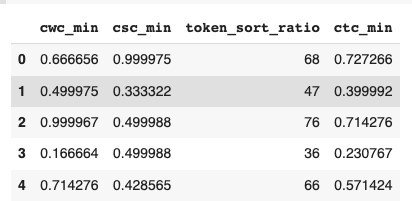 cwc_min csc_min token_sort_ratio ctc_min
0 0.666656 0.999975 68 0.727266
1 0.499975 0.333322 47 0.399992
2 0.999967 0.499988 76 0.714276
3 0.166664 0.499988 36 0.230767
4 0.714276 0.428565 66 0.571424